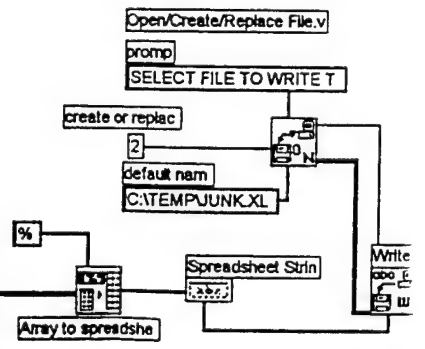 Open/Create/Replace File.v
promp
SELECT FILE TO WRITE T
create or replac
2
default nam
C:\TEMP\JUNK.XL
%
Spreadsheet Strin
Write
abc
Array to spreadshe